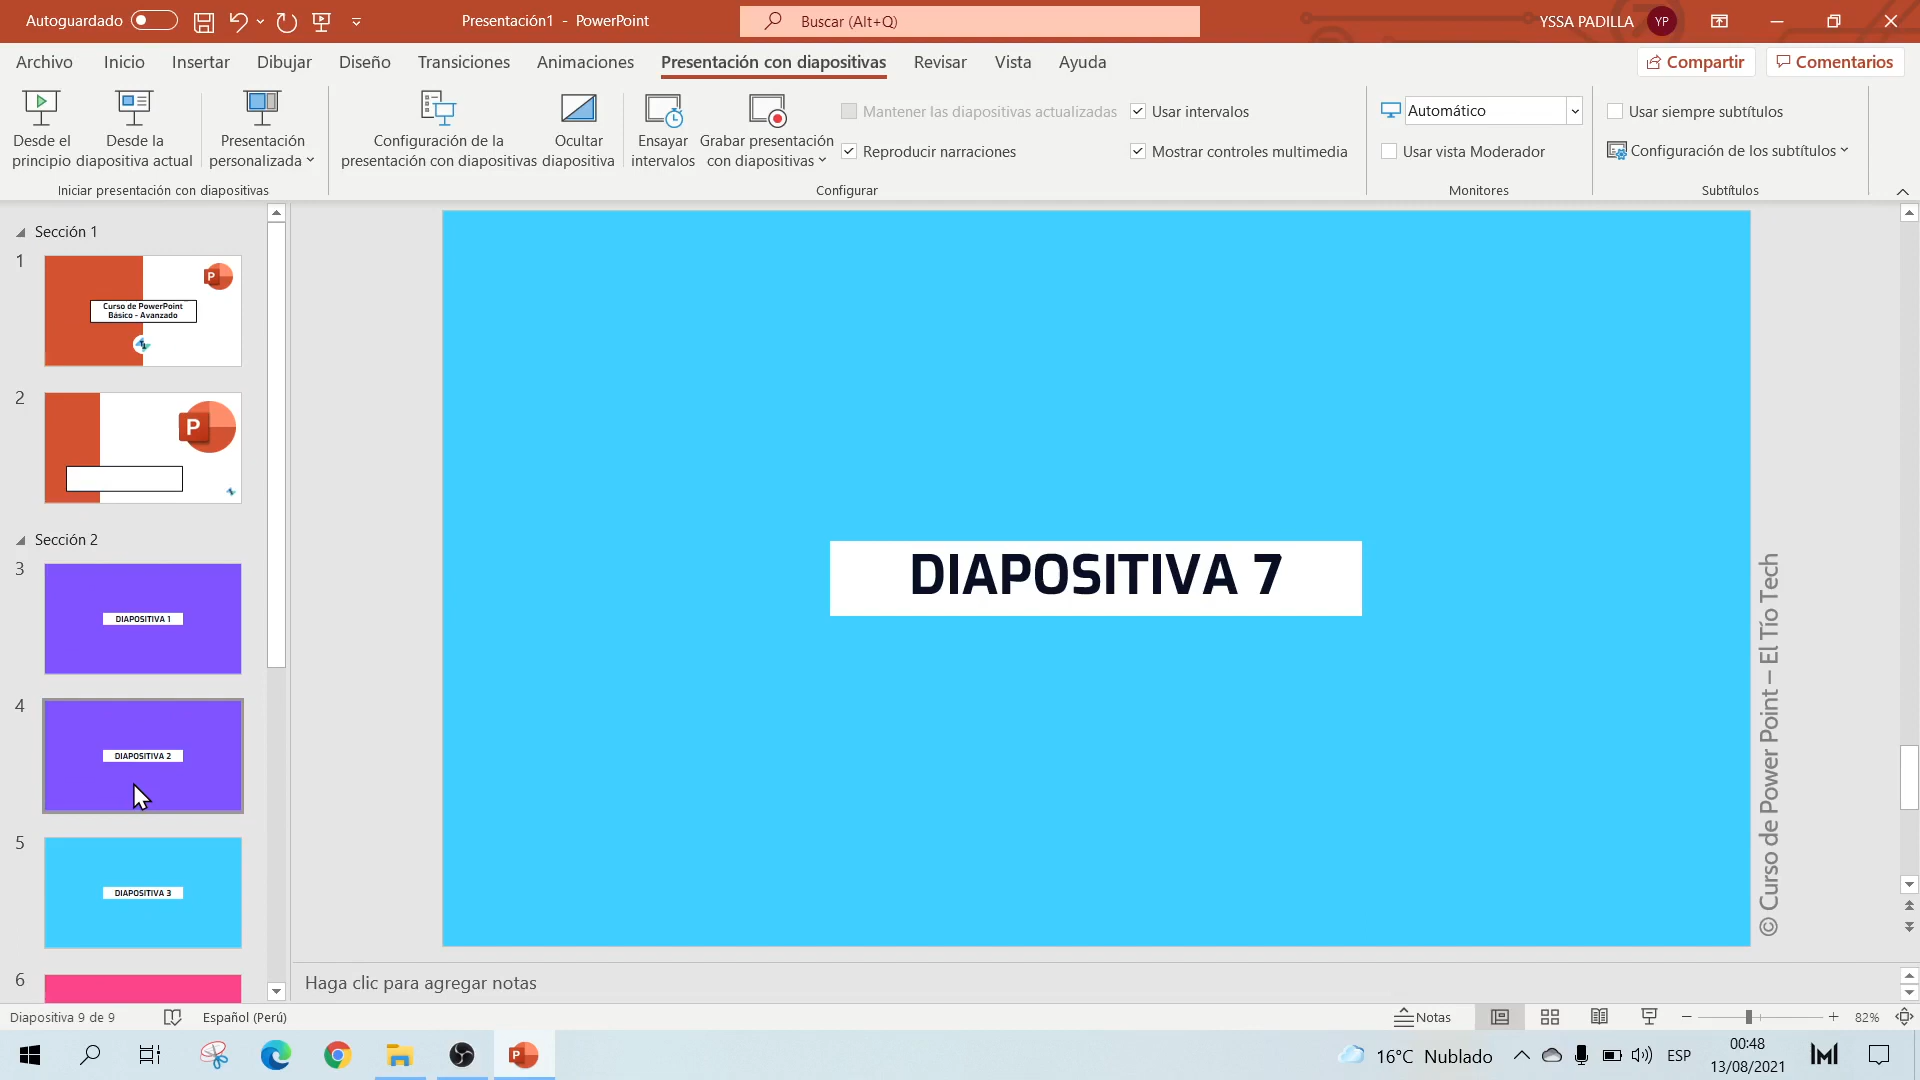 Autoguardado
Presentación1 - PowerPoint
Buscar (Alt+Q)
YSSA PADILLA
YP
Archivo
Inicio
Insertar
Dibujar
Diseño
Transiciones
Animaciones
Presentación con diapositivas
Revisar
Vista
Ayuda
Compartir
Comentarios
Desde el
principio
Desde la
diapositiva actual
Presentación
personalizada
Iniciar presentación con diapositivas
Configuración de la
presentación con diapositivas
Ocultar
diapositiva
Ensayar
intervalos
Grabar presentación
con diapositivas
Mantener las diapositivas actualizadas
Reproducir narraciones
Usar intervalos
Mostrar controles multimedia
Configurar
Automático
Usar vista Moderador
Monitores
Usar siempre subtítulos
Configuración de los subtítulos
Subtítulos
Sección 1
1
Curso de PowerPoint
Básico - Avanzado
P
2
P
Sección 2
3
DIAPOSITIVA 1
4
DIAPOSITIVA 2
5
DIAPOSITIVA 3
6
DIAPOSITIVA 7
© Curso de Power Point – El Tío Tech
Haga clic para agregar notas
Diapositiva 9 de 9
Español (Perú)
Notas
82%
P
16°C Nublado
ESP
00:48
13/08/2021